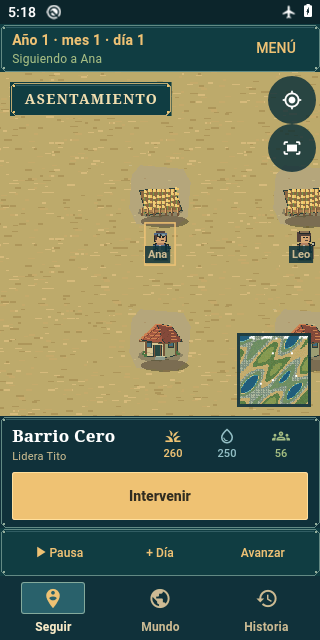 5:18
Año 1 · mes 1 · día 1
Siguiendo a Ana
MENÚ
ASENTAMIENTO
Ana
Leo
Barrio Cero
Lidera Tito
260
250
56
Intervenir
Pausa
+ Día
Avanzar
Seguir
Mundo
Historia